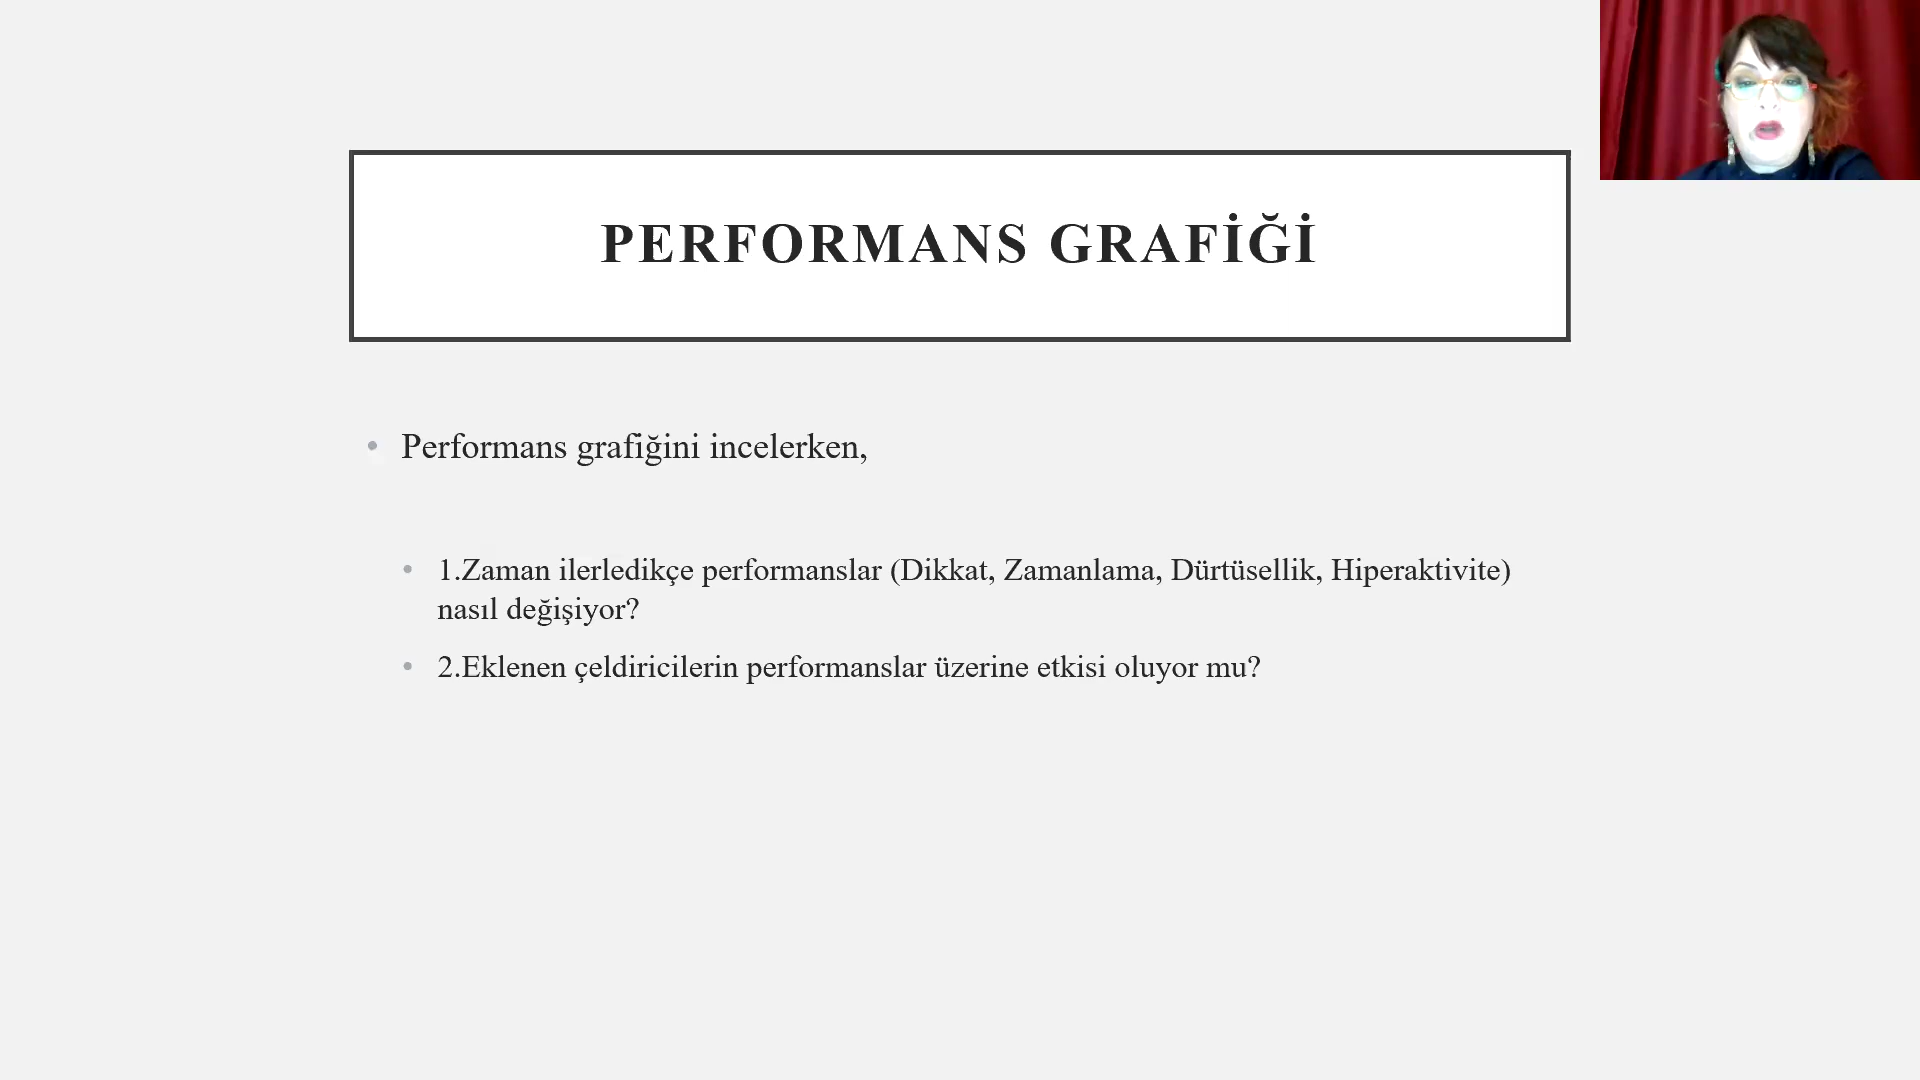 PERFORMANS GRAFİĞİ
• Performans grafiğini incelerken,
• 1.Zaman ilerledikçe performanslar (Dikkat, Zamanlama, Dürtüsellik, Hiperaktivite)
nasıl değişiyor?
• 2.Eklenen çeldiricilerin performanslar üzerine etkisi oluyor mu?